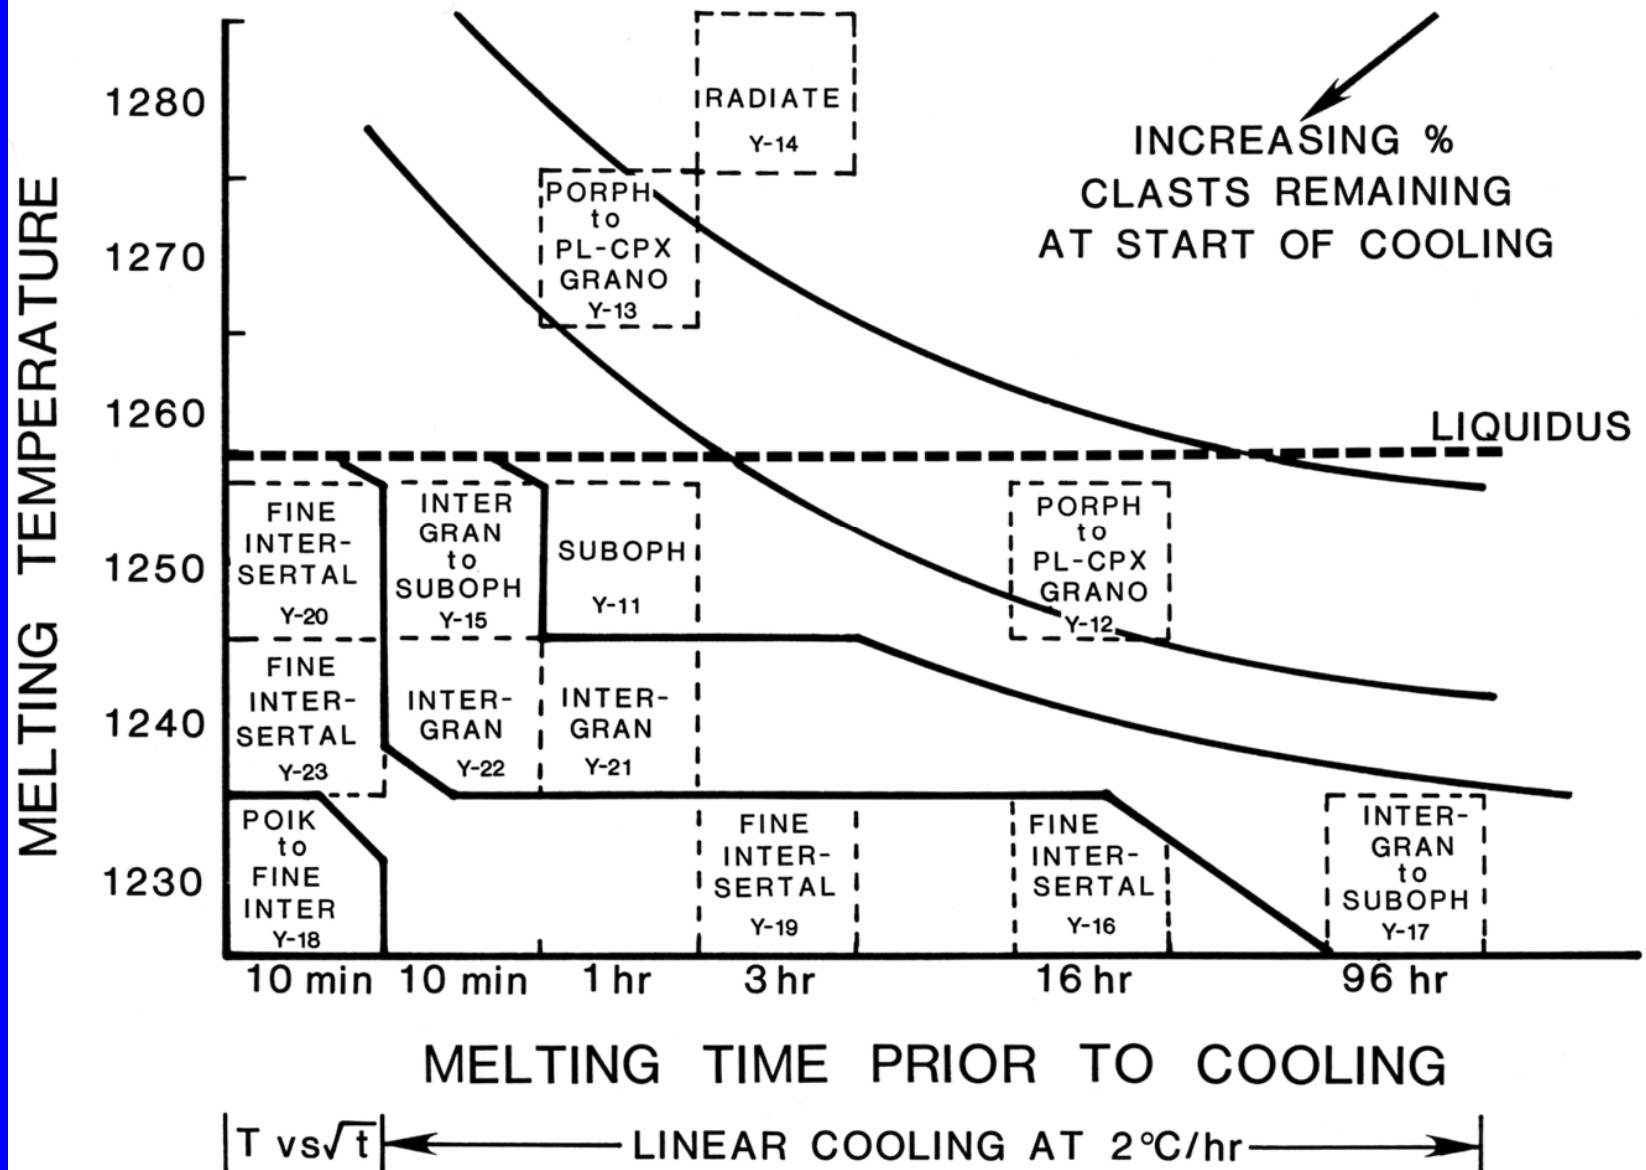 1280
1270
1260
1250
1240
1230
MELTING TEMPERATURE
RADIATE
Y-14
INCREASING %
CLASTS REMAINING
AT START OF COOLING
PORPH
to
PL-CPX
GRANO
Y-13
LIQUIDUS
FINE
INTER-
SERTAL
Y-20
INTER
GRAN
to
SUBOPH
Y-15
SUBOPH
Y-11
PORPH
to
PL-CPX
GRANO
Y-12
FINE
INTER-
SERTAL
Y-23
INTER-
GRAN
Y-22
INTER-
GRAN
Y-21
POIK
to
FINE
INTER
Y-18
FINE
INTER-
SERTAL
Y-19
FINE
INTER-
SERTAL
Y-16
INTER-
GRAN
to
SUBOPH
Y-17
10 min 10 min 1 hr 3 hr 16 hr 96 hr
MELTING TIME PRIOR TO COOLING
T vs √t LINEAR COOLING AT 2°C/hr